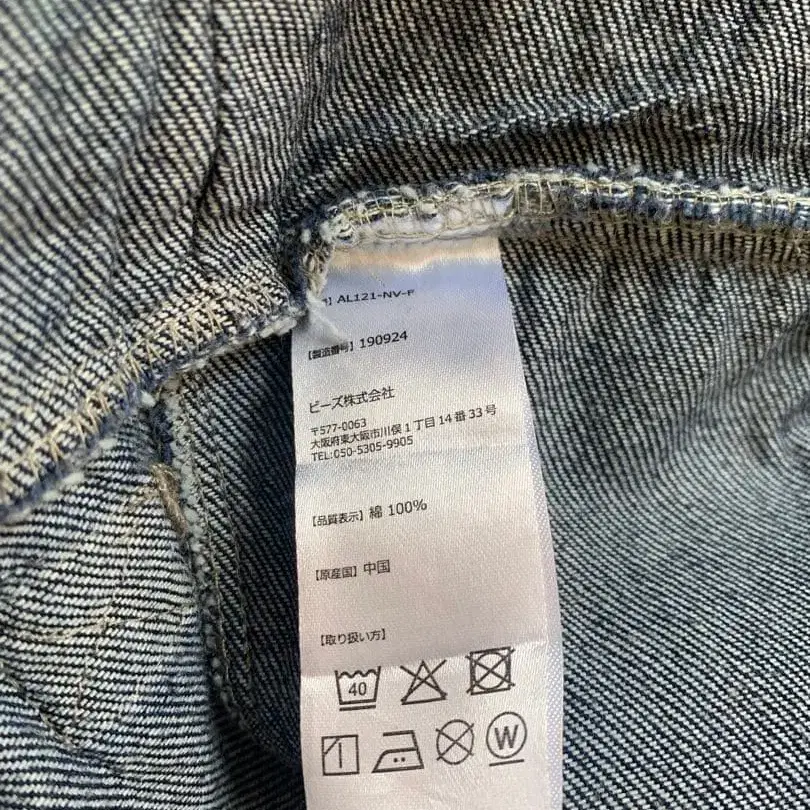 】 AL121-NV-F
【製造番号】190924
ビーズ株式会社
〒577-0063
大阪府東大阪市川俣1丁目14番33号
TEL:050-5305-9905
【品質表示】綿 100%
【原産国】中国
【取り扱い方】
40
W